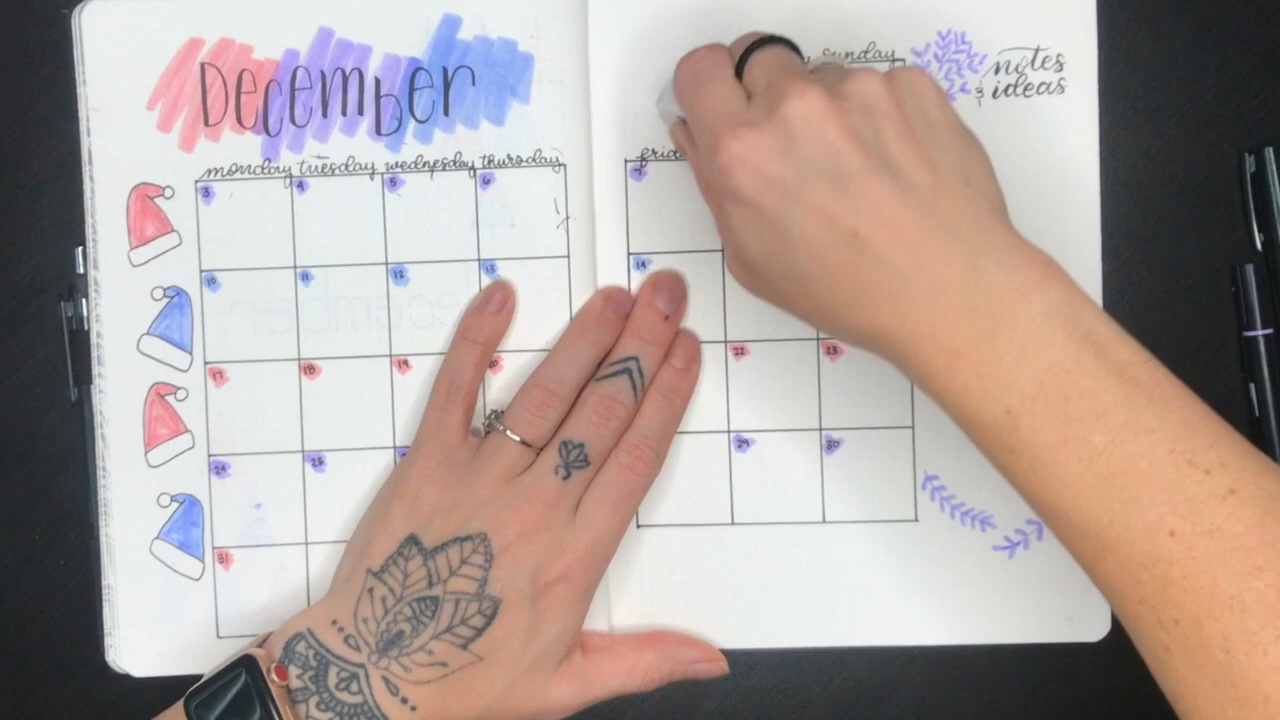 December
monday tuesday wednesday thursday
sunday
notes
& ideas
3 4 5 6 7
10 11 12 13 14
17 18 19 20 22 23
24 25 29 30
31